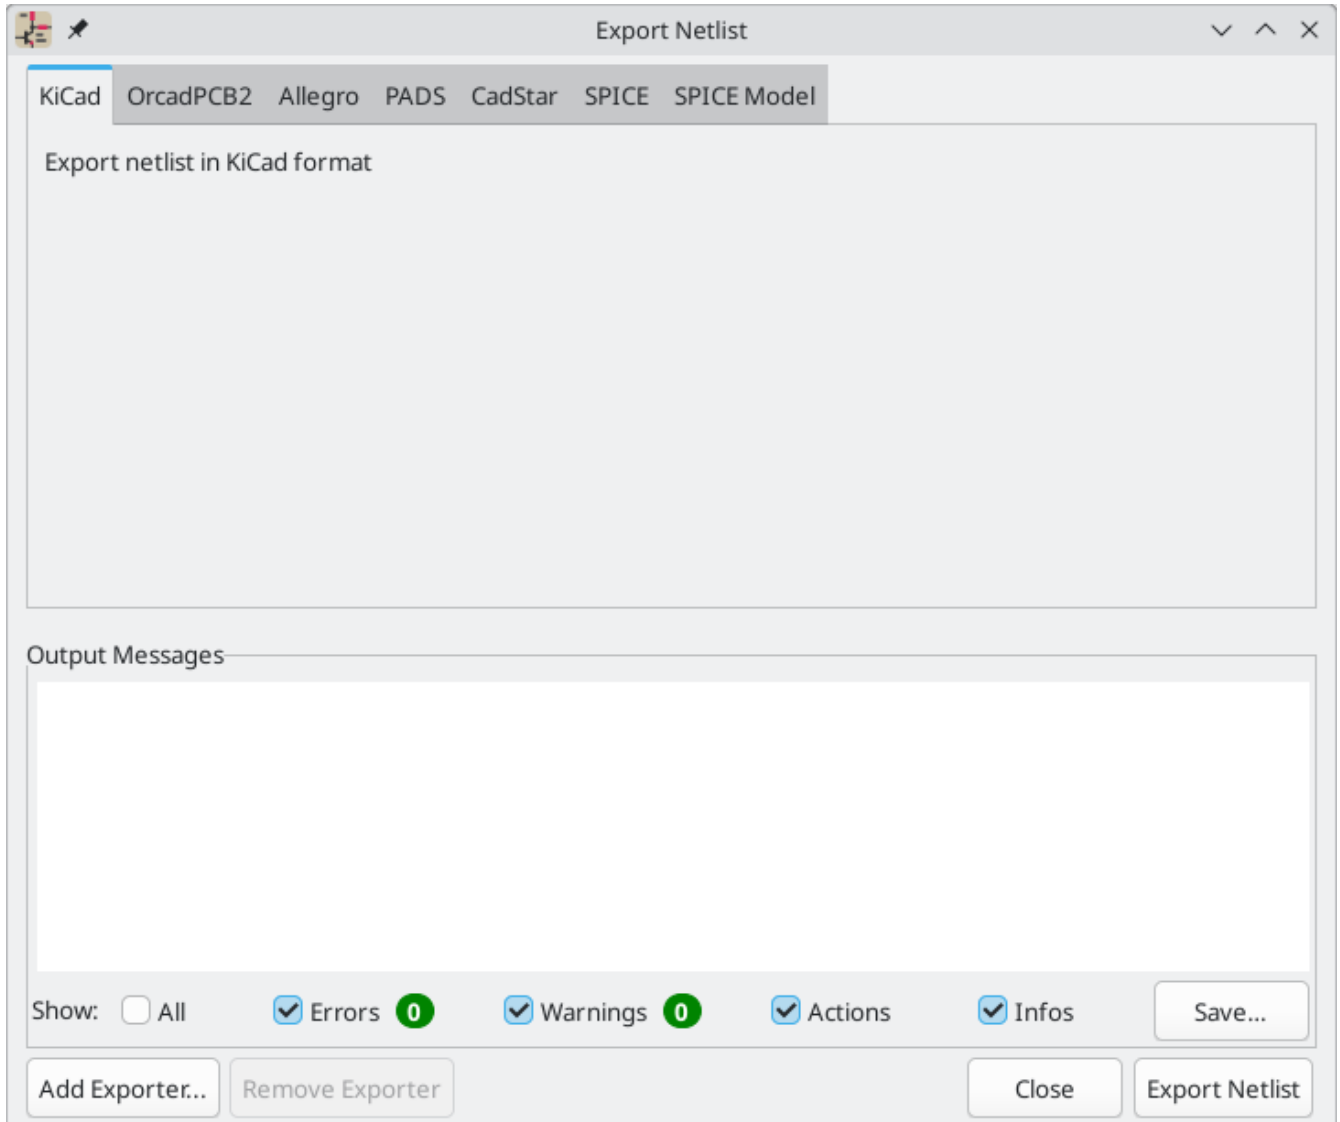 Export Netlist
KiCad OrcadPCB2 Allegro PADS CadStar SPICE SPICE Model
Export netlist in KiCad format
Output Messages
Show: All Errors 0 Warnings 0 Actions Infos Save...
Add Exporter... Remove Exporter Close Export Netlist